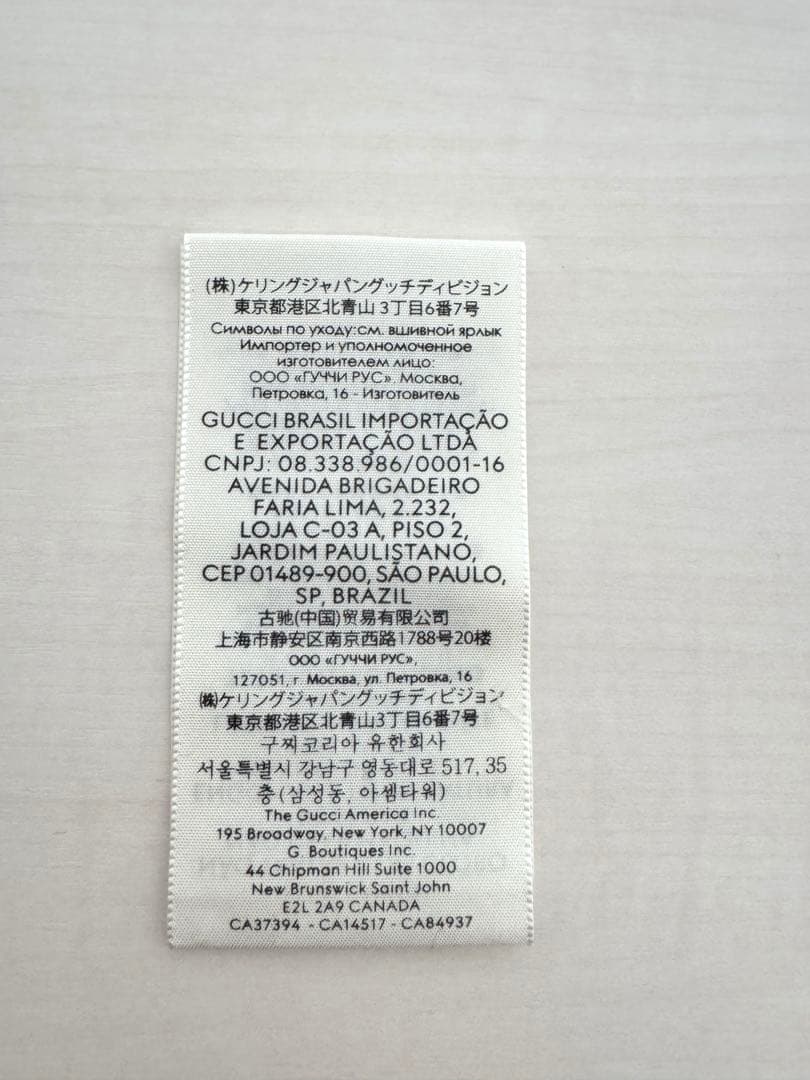 (株)ケリングジャパングッチディビジョン
東京都港区北青山3丁目6番7号
Символы по уходу:см. вшивной ярлык
Импортер и уполномоченное
изготовителем лицо:
ООО «ГУЧЧИ РУС». Москва,
Петровка, 16 - Изготовитель
GUCCI BRASIL IMPORTAÇÃO
E EXPORTAÇÃO LTDA
CNPJ: 08.338.986/0001-16
AVENIDA BRIGADEIRO
FARIA LIMA, 2.232,
LOJA C-03 A, PISO 2,
JARDIM PAULISTANO,
CEP 01489-900, SÃO PAULO,
SP, BRAZIL
古驰(中国)贸易有限公司
上海市静安区南京西路1788号20楼
ООО «ГУЧЧИ РУС»,
127051, г. Москва, ул. Петровка, 16
㈱ケリングジャパングッチディビジョン
東京都港区北青山3丁目6番7号
구찌코리아 유한회사
서울특별시 강남구 영동대로 517, 35
층(삼성동, 아셈타워)
The Gucci America Inc.
195 Broadway, New York, NY 10007
G. Boutiques Inc.
44 Chipman Hill Suite 1000
New Brunswick Saint John
E2L 2A9 CANADA
CA37394 - CA14517 - CA84937